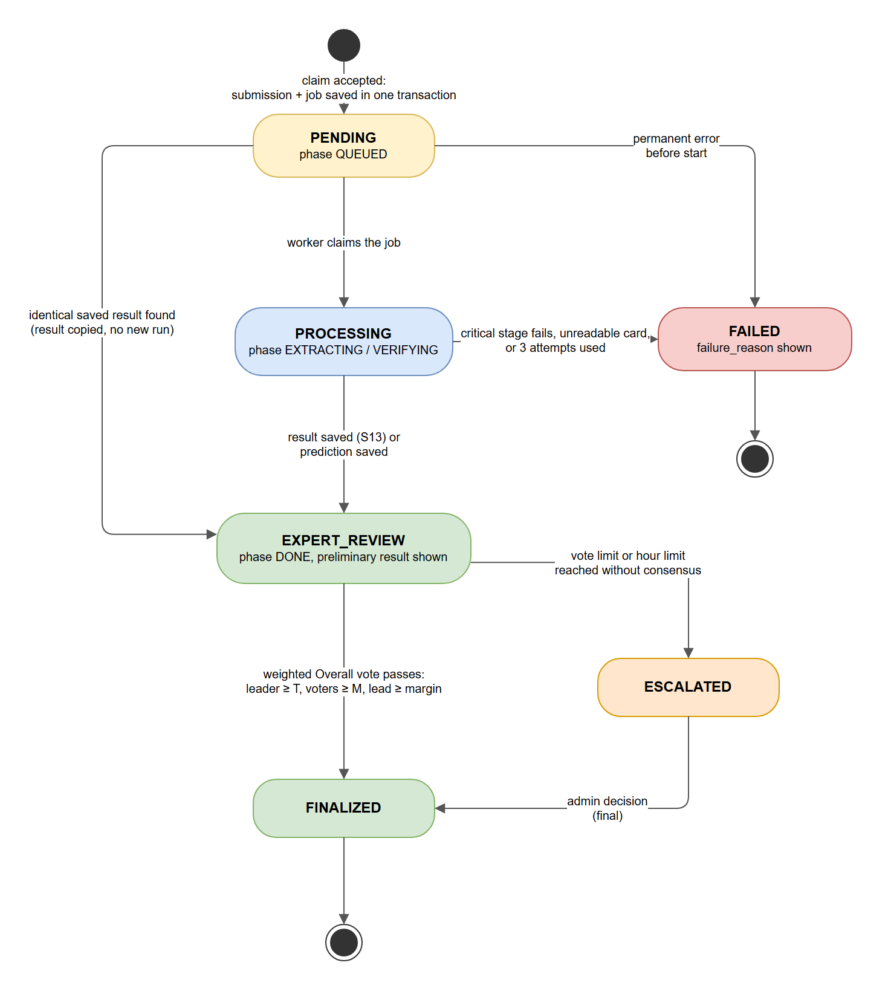 claim accepted:
submission + job saved in one transaction
PENDING
phase QUEUED
permanent error
before start
worker claims the job
identical saved result found
(result copied, no new run)
PROCESSING
phase EXTRACTING / VERIFYING
critical stage fails, unreadable card,
or 3 attempts used
FAILED
failure_reason shown
result saved (S13) or
prediction saved
EXPERT_REVIEW
phase DONE, preliminary result shown
vote limit or hour limit
reached without consensus
weighted Overall vote passes:
leader ≥ T, voters ≥ M, lead ≥ margin
ESCALATED
FINALIZED
admin decision
(final)